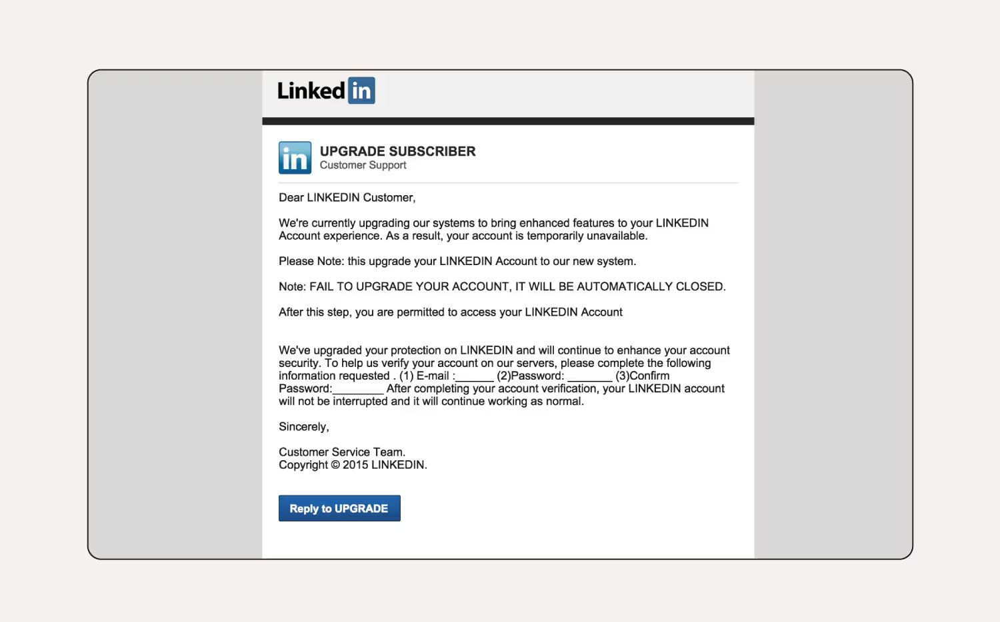 Linked in
in UPGRADE SUBSCRIBER
Customer Support
Dear LINKEDIN Customer,
We're currently upgrading our systems to bring enhanced features to your LINKEDIN
Account experience. As a result, your account is temporarily unavailable.
Please Note: this upgrade your LINKEDIN Account to our new system.
Note: FAIL TO UPGRADE YOUR ACCOUNT, IT WILL BE AUTOMATICALLY CLOSED.
After this step, you are permitted to access your LINKEDIN Account
We've upgraded your protection on LINKEDIN and will continue to enhance your account
security. To help us verify your account on our servers, please complete the following
information requested . (1) E-mail :______ (2)Password: _______ (3)Confirm
Password:________ After completing your account verification, your LINKEDIN account
will not be interrupted and it will continue working as normal.
Sincerely,
Customer Service Team.
Copyright © 2015 LINKEDIN.
Reply to UPGRADE